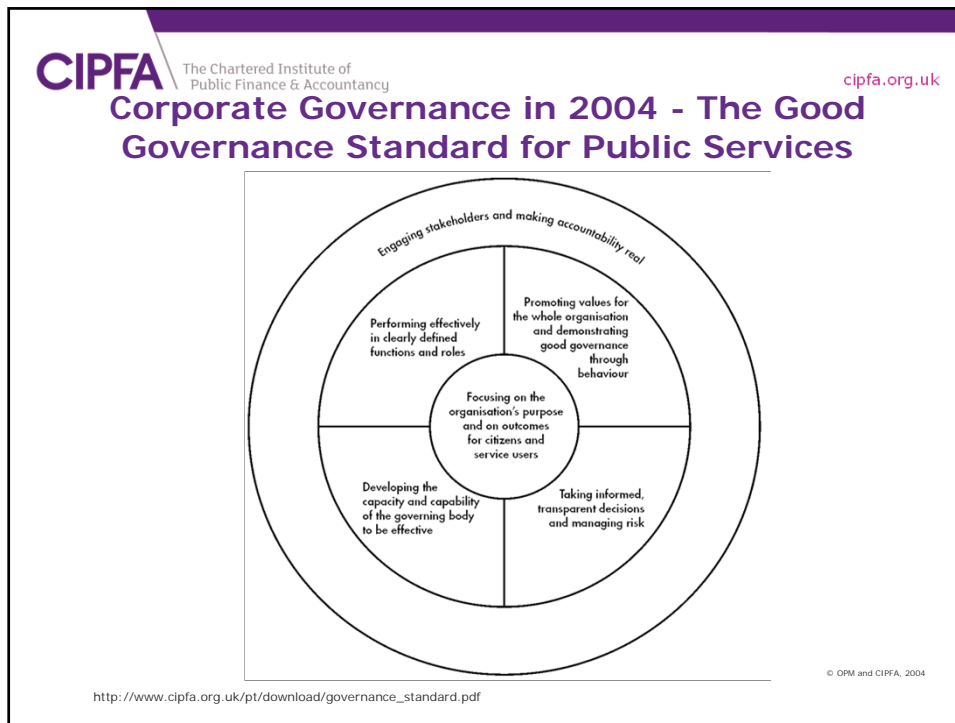 CIPFA
The Chartered Institute of
Public Finance & Accountancy
cipfa.org.uk
Corporate Governance in 2004 - The Good
Governance Standard for Public Services
Engaging stakeholders and making accountability real
Performing effectively
in clearly defined
functions and roles
Promoting values for
the whole organisation
and demonstrating
good governance
through
behaviour
Focusing on the
organisation's purpose
and on outcomes
for citizens and
service users
Developing the
capacity and capability
of the governing body
to be effective
Taking informed,
transparent decisions
and managing risk
© OPM and CIPFA, 2004
http://www.cipfa.org.uk/pt/download/governance_standard.pdf